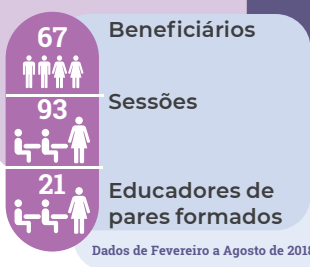 67
Beneficiários
93
Sessões
21
Educadores de
pares formados
Dados de Fevereiro a Agosto de 2018